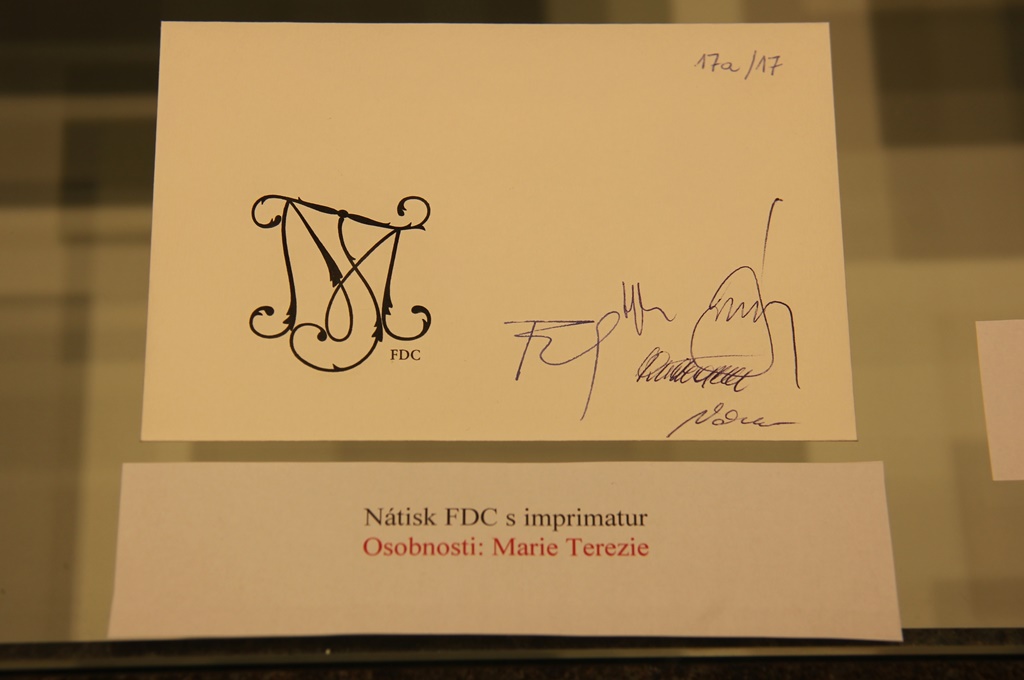 17a/17
FDC
Nátisk FDC s imprimatur
Osobnosti: Marie Terezie